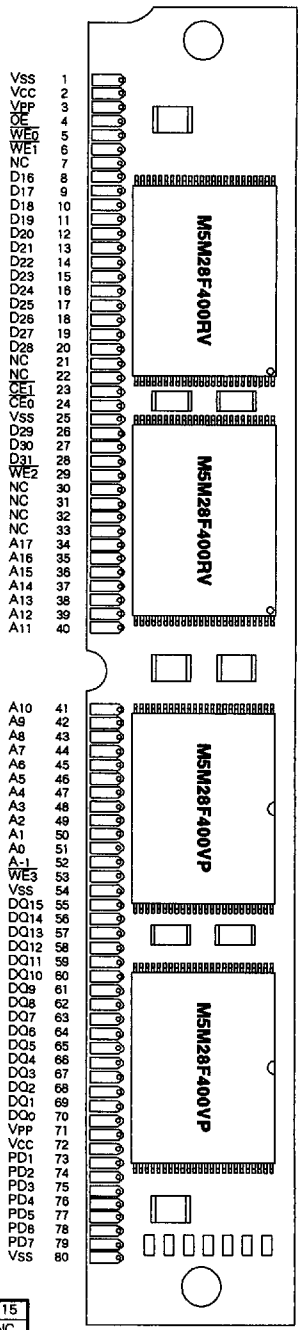 VSS 1
VCC 2
VPP 3
OE 4
WE0 5
WE1 6
NC 7
D16 8
D17 9
D18 10
D19 11
D20 12
D21 13
D22 14
D23 15
D24 16
D25 17
D26 18
D27 19
D28 20
NC 21
NC 22
CE1 23
CE0 24
VSS 25
D29 26
D30 27
D31 28
WE2 29
NC 30
NC 31
NC 32
NC 33
A17 34
A16 35
A15 36
A14 37
A13 38
A12 39
A11 40
A10 41
A9 42
A8 43
A7 44
A6 45
A5 46
A4 47
A3 48
A2 49
A1 50
A0 51
A-1 52
WE3 53
VSS 54
DQ15 55
DQ14 56
DQ13 57
DQ12 58
DQ11 59
DQ10 60
DQ9 61
DQ8 62
DQ7 63
DQ6 64
DQ5 65
DQ4 66
DQ3 67
DQ2 68
DQ1 69
DQ0 70
VPP 71
VCC 72
PD1 73
PD2 74
PD3 75
PD4 76
PD5 77
PD6 78
PD7 79
VSS 80
M5M28F400RV
M5M28F400RV
M5M28F400VP
M5M28F400VP
15